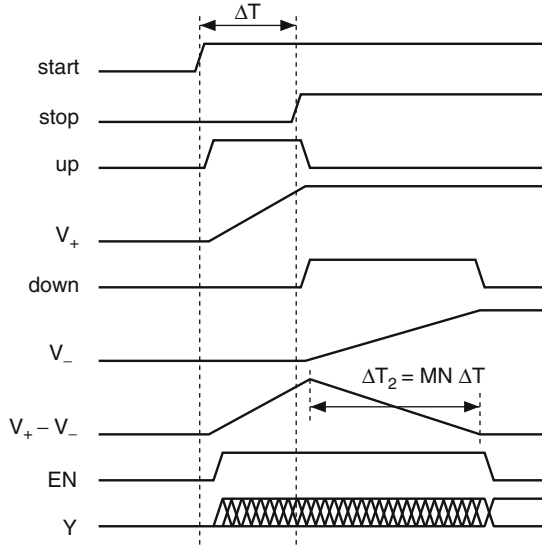 ΔT
start
stop
up
V₊
down
V₋
ΔT₂ = MN ΔT
V₊ – V₋
EN
Y